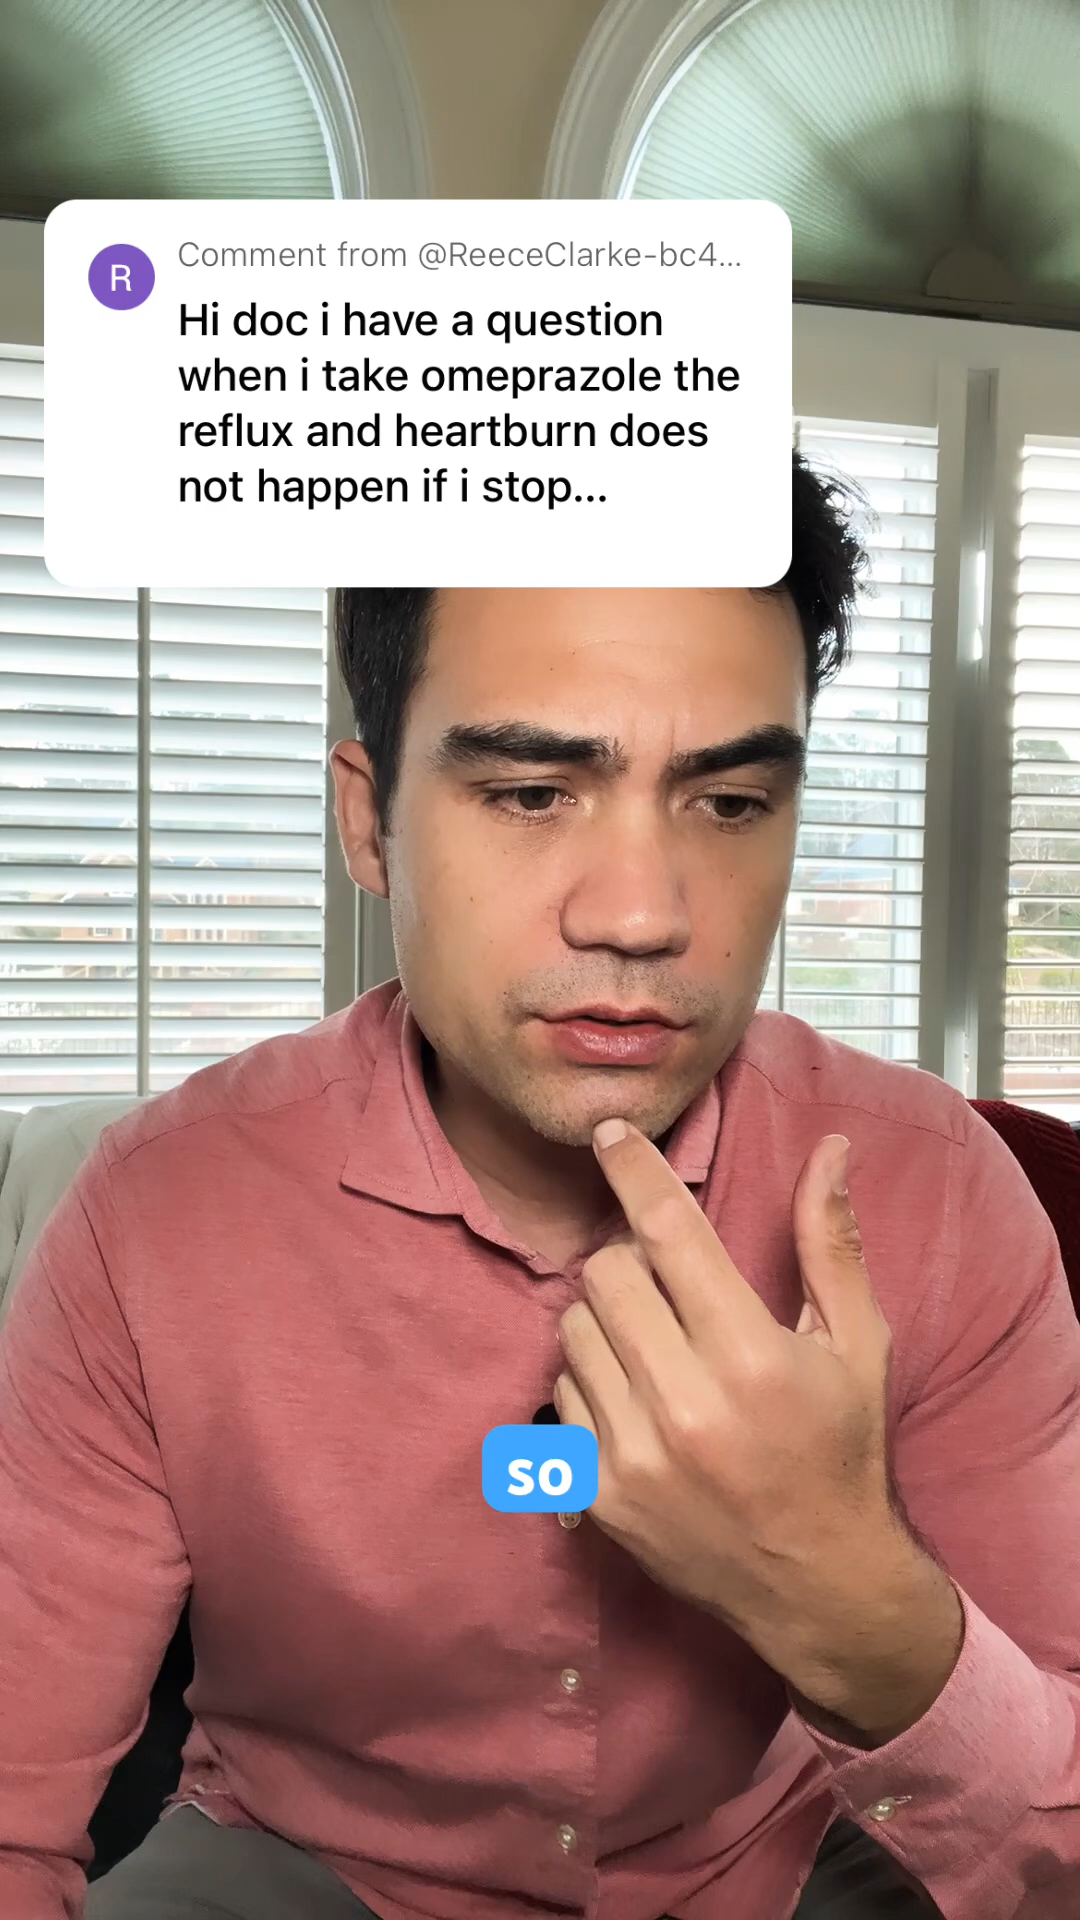 R
Comment from @ReeceClarke-bc4...
Hi doc i have a question
when i take omeprazole the
reflux and heartburn does
not happen if i stop...
so